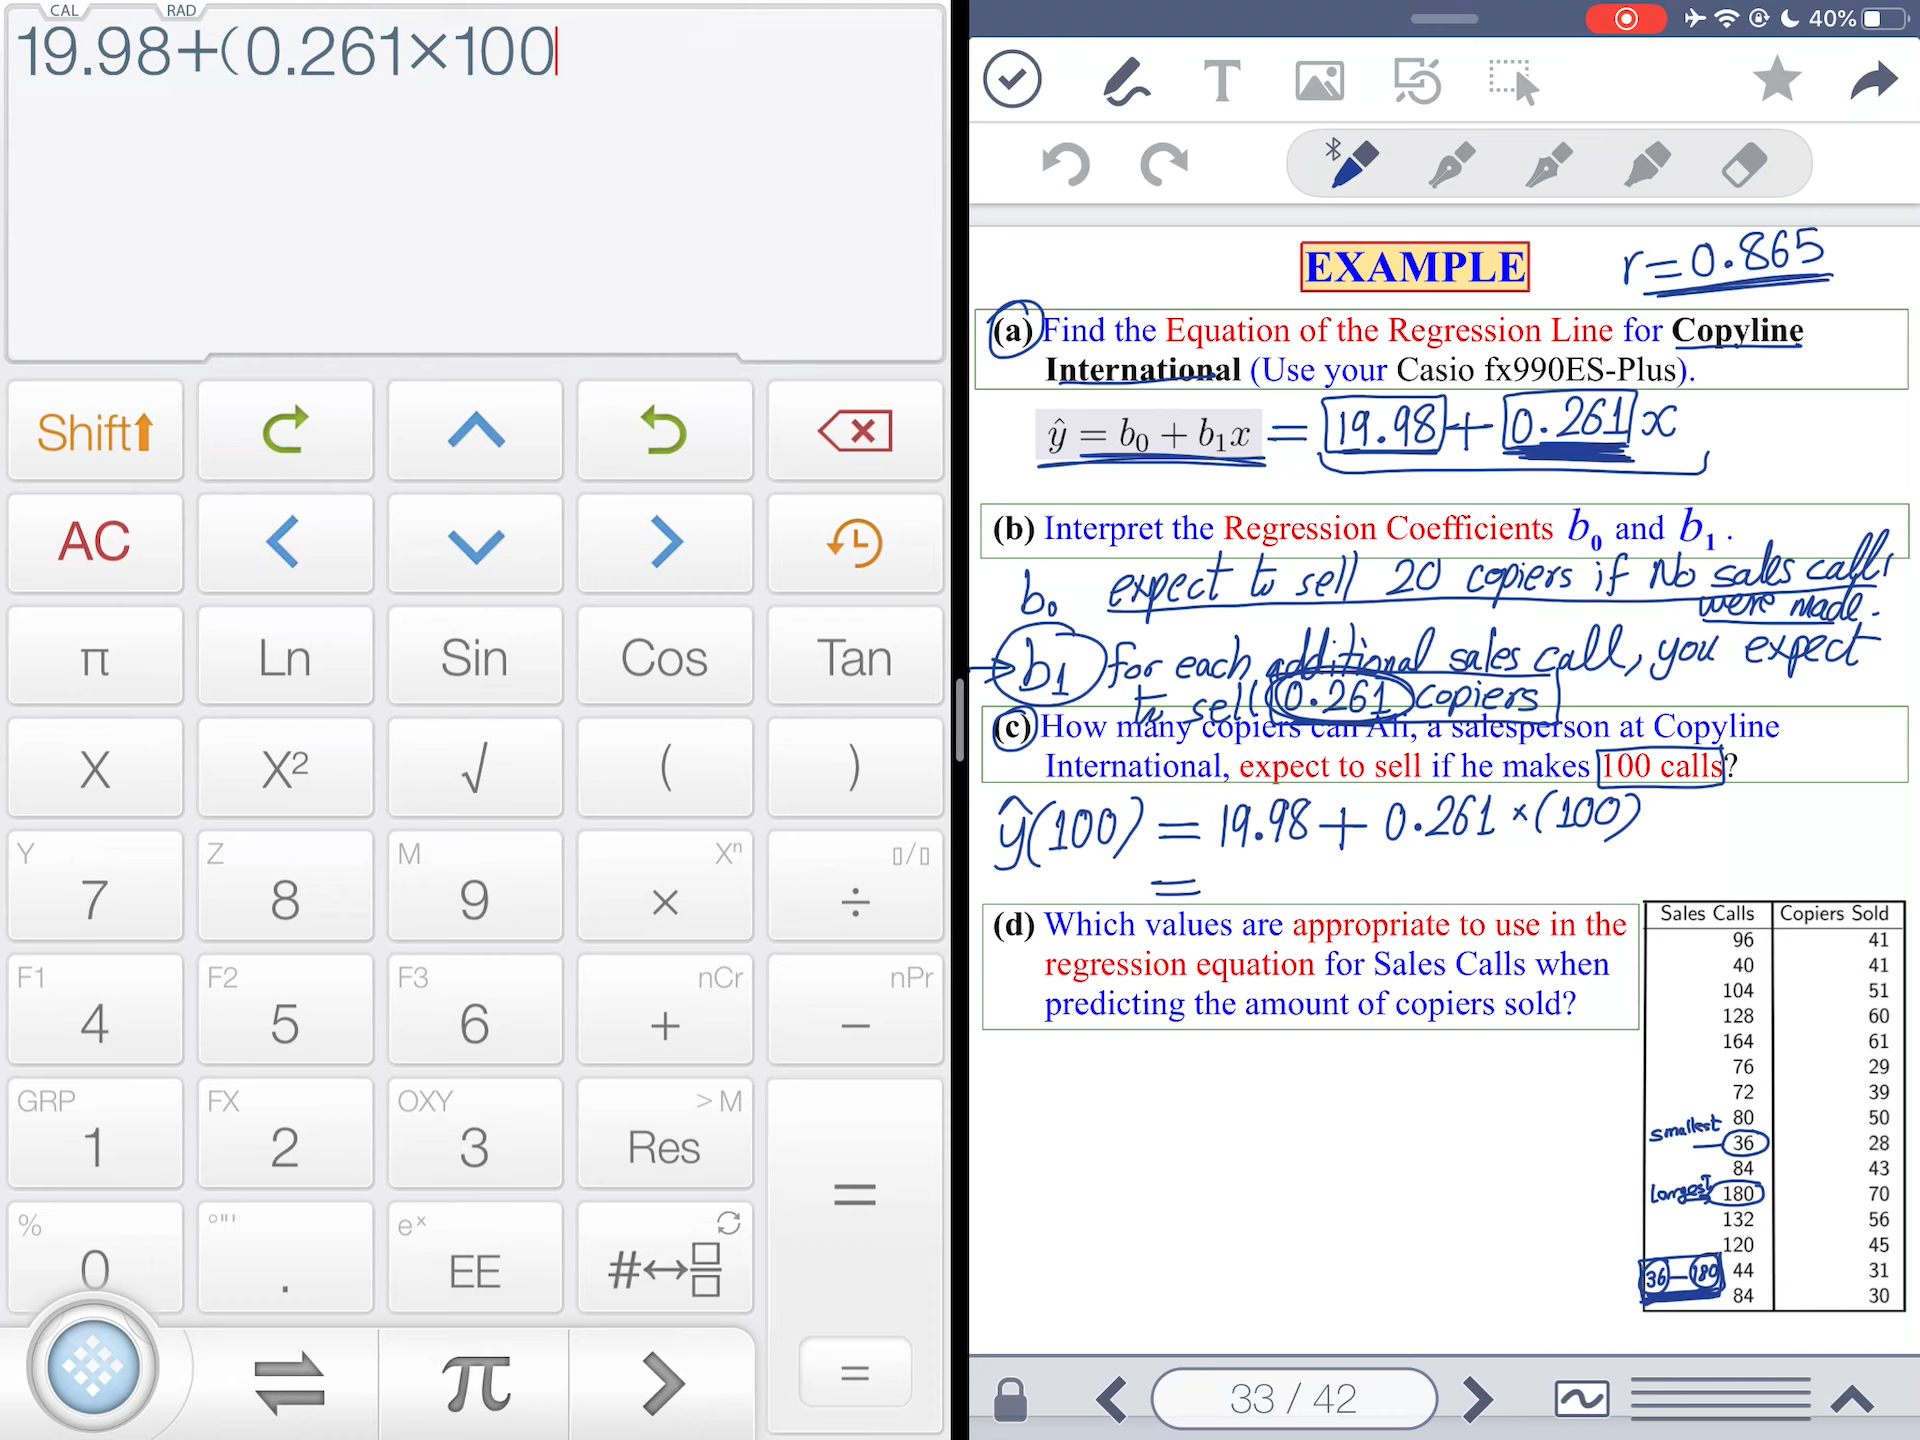 CAL RAD
19.98+(0.261×100
Shift
AC
π Ln Sin Cos Tan
X X² √ ( )
Y 7 Z 8 M 9 Xⁿ × ▯/▯ ÷
F1 4 F2 5 F3 6 nCr + nPr −
GRP 1 FX 2 OXY 3 >M Res =
% 0 °'" . eˣ EE #↔□/□
π > =
40%
T
EXAMPLE r=0.865
(a) Find the Equation of the Regression Line for Copyline
International (Use your Casio fx990ES-Plus).
ŷ = b₀ + b₁x = 19.98 + 0.261 x
(b) Interpret the Regression Coefficients b₀ and b₁ .
b₀ expect to sell 20 copiers if No sales calls
were made.
→ b1 for each additional sales call, you expect
to sell 0.261 copiers
(c) How many copiers can Ali, a salesperson at Copyline
International, expect to sell if he makes 100 calls?
ŷ(100) = 19.98 + 0.261 ×(100)
=
(d) Which values are appropriate to use in the
regression equation for Sales Calls when
predicting the amount of copiers sold?
Sales Calls Copiers Sold
96 41
40 41
104 51
128 60
164 61
76 29
72 39
80 50
smallest 36 28
84 43
Largest 180 70
132 56
120 45
36 – 180 44 31
84 30
33 / 42